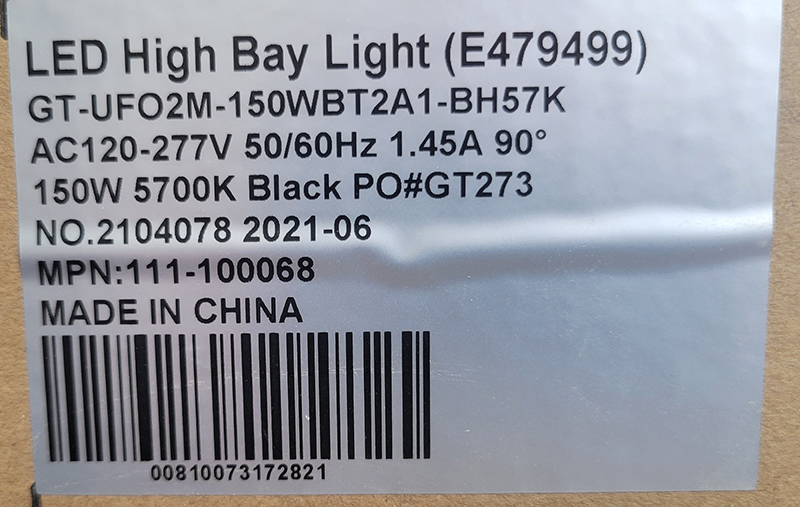 LED High Bay Light (E479499)
GT-UFO2M-150WBT2A1-BH57K
AC120-277V 50/60Hz 1.45A 90°
150W 5700K Black PO#GT273
NO.2104078 2021-06
MPN:111-100068
MADE IN CHINA
00810073172821